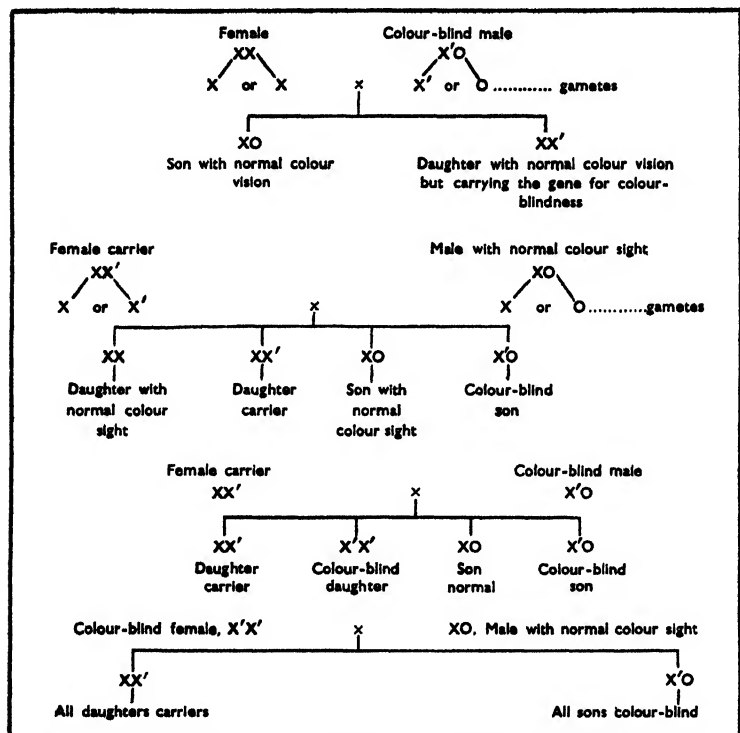 Female Colour-blind male
XX X′O
X or X × X′ or O ............ gametes
XO XX′
Son with normal colour Daughter with normal colour vision
vision but carrying the gene for colour-
blindness
Female carrier Male with normal colour sight
XX′ XO
X or X′ × X or O ............gametes
XX XX′ XO X′O
Daughter with Daughter Son with Colour-blind
normal colour carrier normal son
sight colour sight
Female carrier Colour-blind male
XX′ × X′O
XX′ X′X′ XO X′O
Daughter Colour-blind Son Colour-blind
carrier daughter normal son
Colour-blind female, X′X′ × XO, Male with normal colour sight
XX′ X′O
All daughters carriers All sons colour-blind